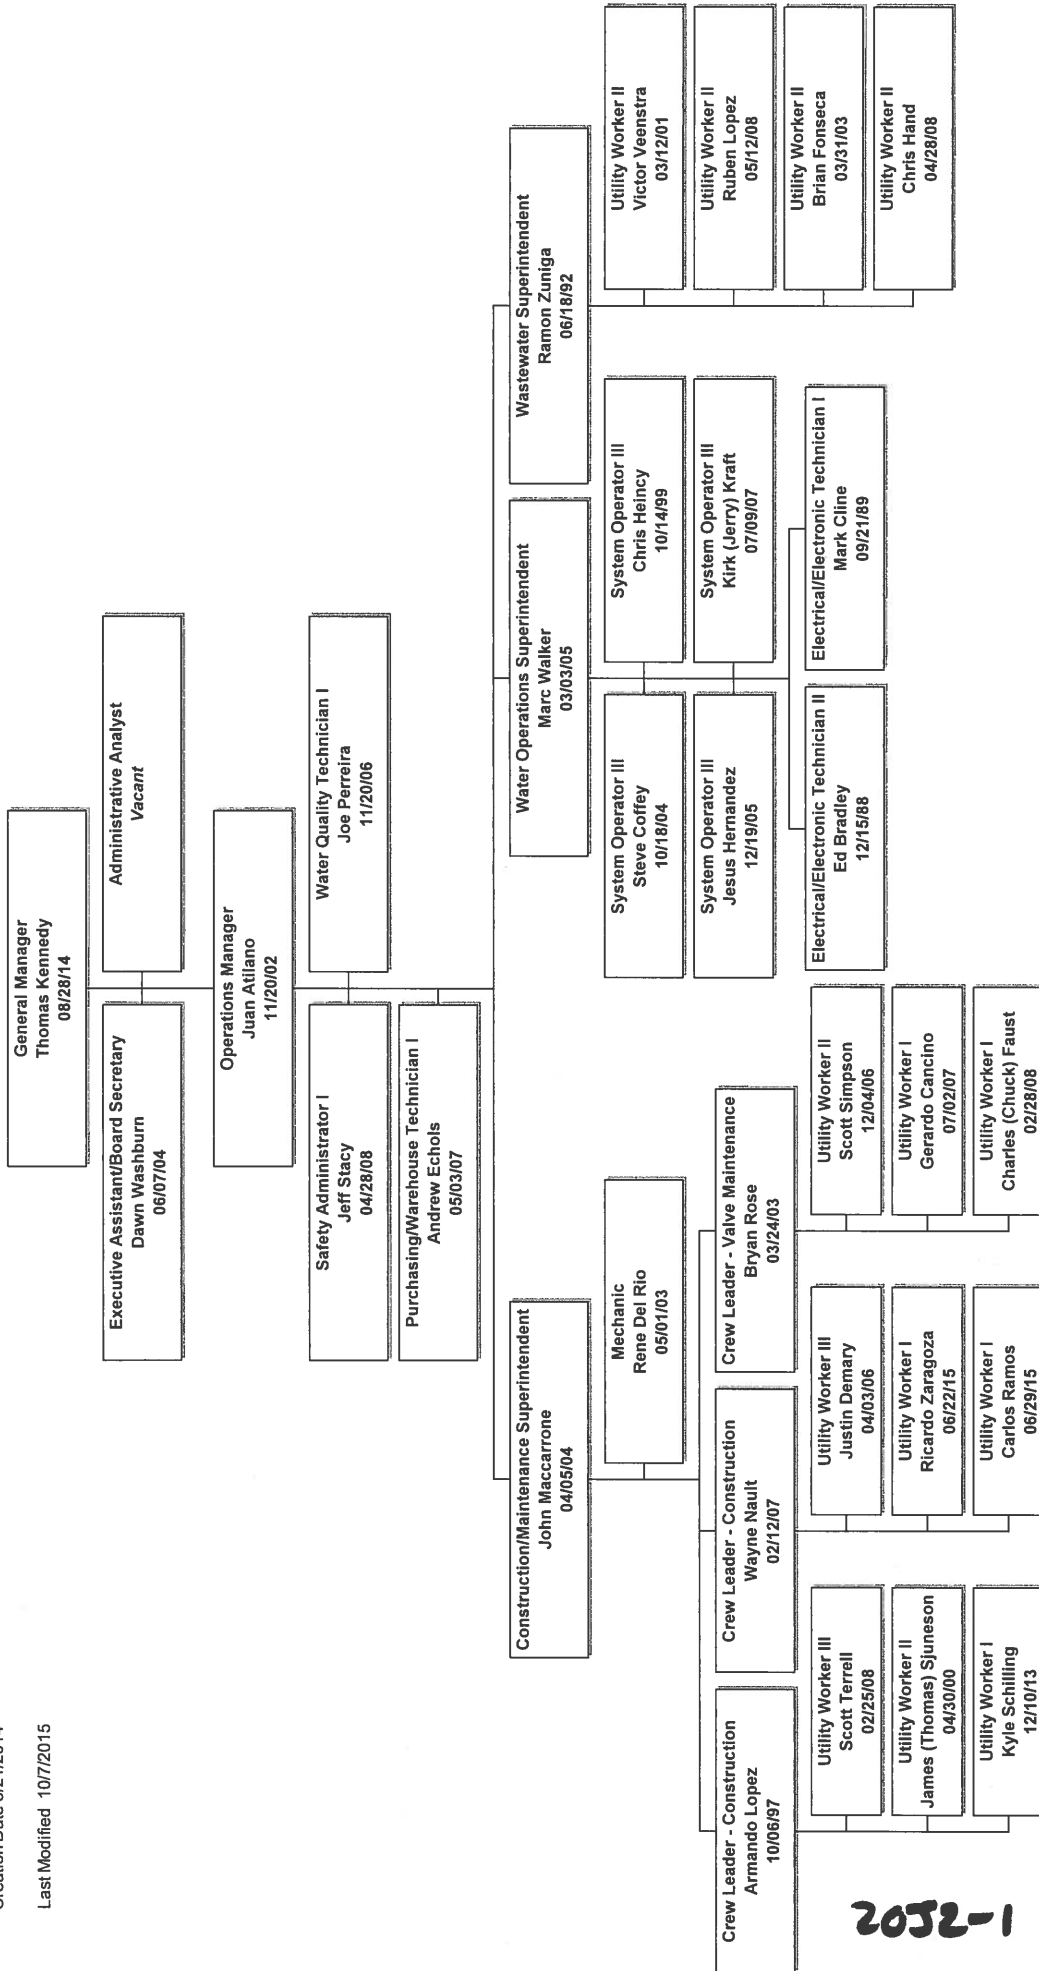 Last Modified 10/7/2015
General Manager
Thomas Kennedy
08/28/14
Executive Assistant/Board Secretary
Dawn Washburn
06/07/04
Administrative Analyst
Vacant
Operations Manager
Juan Atilano
11/20/02
Safety Administrator I
Jeff Stacy
04/28/08
Water Quality Technician I
Joe Perreira
11/20/06
Purchasing/Warehouse Technician I
Andrew Echols
05/03/07
Construction/Maintenance Superintendent
John Maccarrone
04/05/04
Water Operations Superintendent
Marc Walker
03/03/05
Wastewater Superintendent
Ramon Zuniga
06/18/92
Mechanic
Rene Del Rio
05/01/03
Crew Leader - Construction
Armando Lopez
10/06/97
Crew Leader - Construction
Wayne Nault
02/12/07
Crew Leader - Valve Maintenance
Bryan Rose
03/24/03
Utility Worker III
Scott Terrell
02/25/08
Utility Worker II
James (Thomas) Sjuneson
04/30/00
Utility Worker I
Kyle Schilling
12/10/13
Utility Worker III
Justin Demary
04/03/06
Utility Worker I
Ricardo Zaragoza
06/22/15
Utility Worker I
Carlos Ramos
06/29/15
Utility Worker II
Scott Simpson
12/04/06
Utility Worker I
Gerardo Cancino
07/02/07
Utility Worker I
Charles (Chuck) Faust
02/28/08
System Operator III
Steve Coffey
10/18/04
System Operator III
Chris Heincy
10/14/99
System Operator III
Jesus Hernandez
12/19/05
System Operator III
Kirk (Jerry) Kraft
07/09/07
Electrical/Electronic Technician II
Ed Bradley
12/15/88
Electrical/Electronic Technician I
Mark Cline
09/21/89
Utility Worker II
Victor Veenstra
03/12/01
Utility Worker II
Ruben Lopez
05/12/08
Utility Worker II
Brian Fonseca
03/31/03
Utility Worker II
Chris Hand
04/28/08
20J2-1